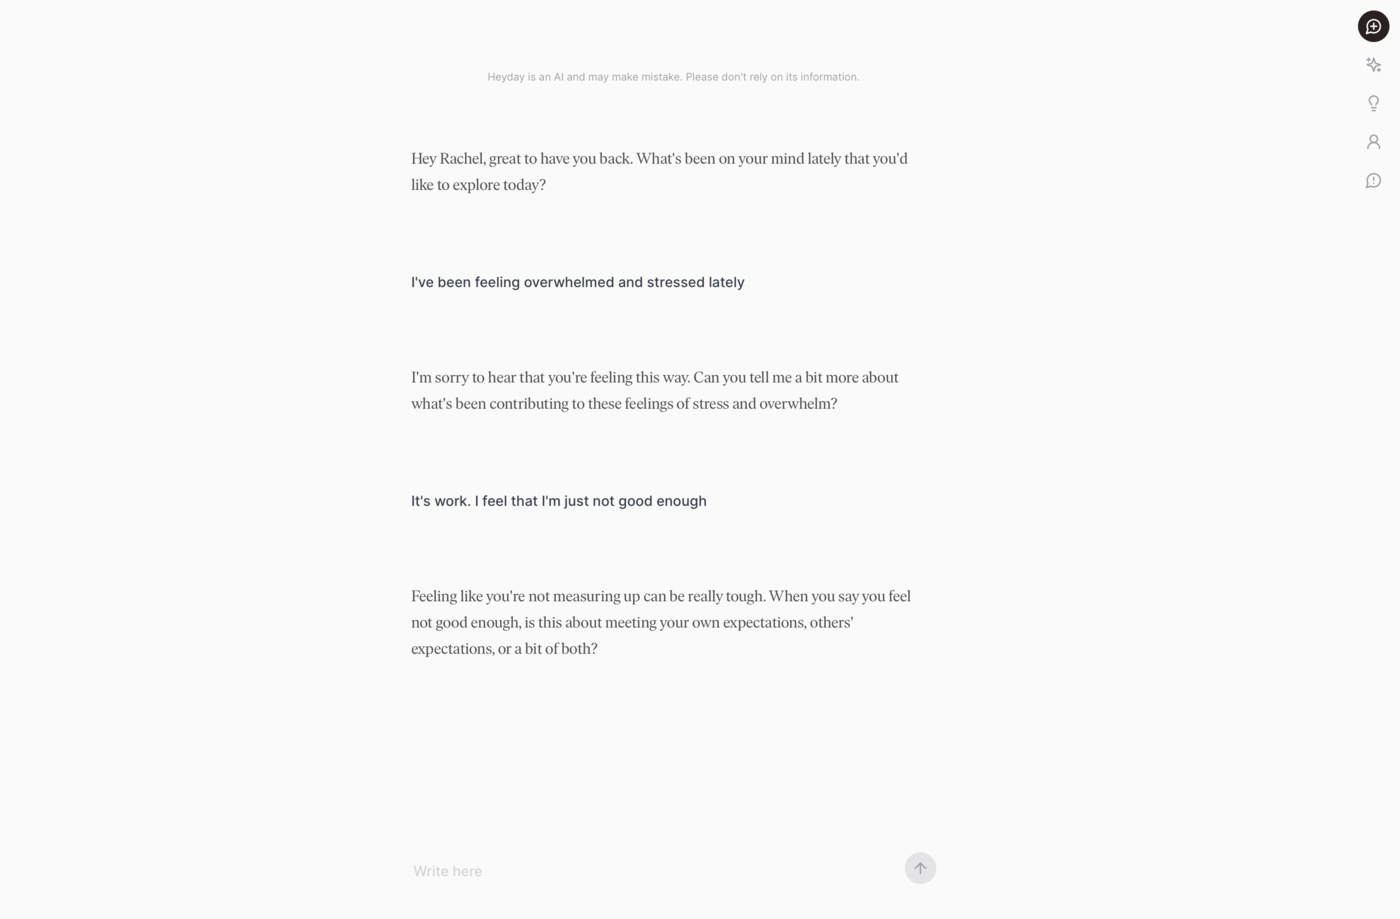 Heyday is an AI and may make mistake. Please don't rely on its information.
Hey Rachel, great to have you back. What's been on your mind lately that you'd
like to explore today?
I've been feeling overwhelmed and stressed lately
I'm sorry to hear that you're feeling this way. Can you tell me a bit more about
what's been contributing to these feelings of stress and overwhelm?
It's work. I feel that I'm just not good enough
Feeling like you're not measuring up can be really tough. When you say you feel
not good enough, is this about meeting your own expectations, others'
expectations, or a bit of both?
Write here